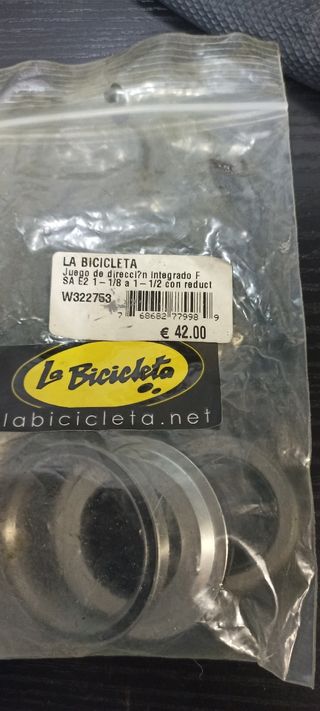 LA BICICLETA
Juego de direcci?n integrado F
SA E2 1-1/8 a 1-1/2 con reduct
W322753
7 68682 77998 9
€ 42.00
La Bicicleta
labicicleta.net